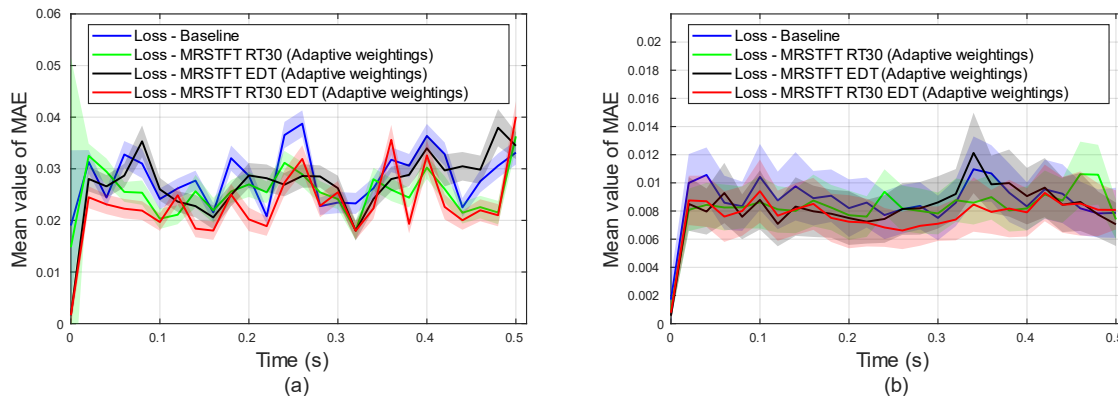 0.06
0.05
0.04
0.03
0.02
0.01
0
Mean value of MAE
Loss - Baseline
Loss - MRSTFT RT30 (Adaptive weightings)
Loss - MRSTFT EDT (Adaptive weightings)
Loss - MRSTFT RT30 EDT (Adaptive weightings)
0 0.1 0.2 0.3 0.4 0.5
Time (s)
(a)
0.02
0.018
0.016
0.014
0.012
0.01
0.008
0.006
0.004
0.002
0
Mean value of MAE
Loss - Baseline
Loss - MRSTFT RT30 (Adaptive weightings)
Loss - MRSTFT EDT (Adaptive weightings)
Loss - MRSTFT RT30 EDT (Adaptive weightings)
0 0.1 0.2 0.3 0.4 0.5
Time (s)
(b)